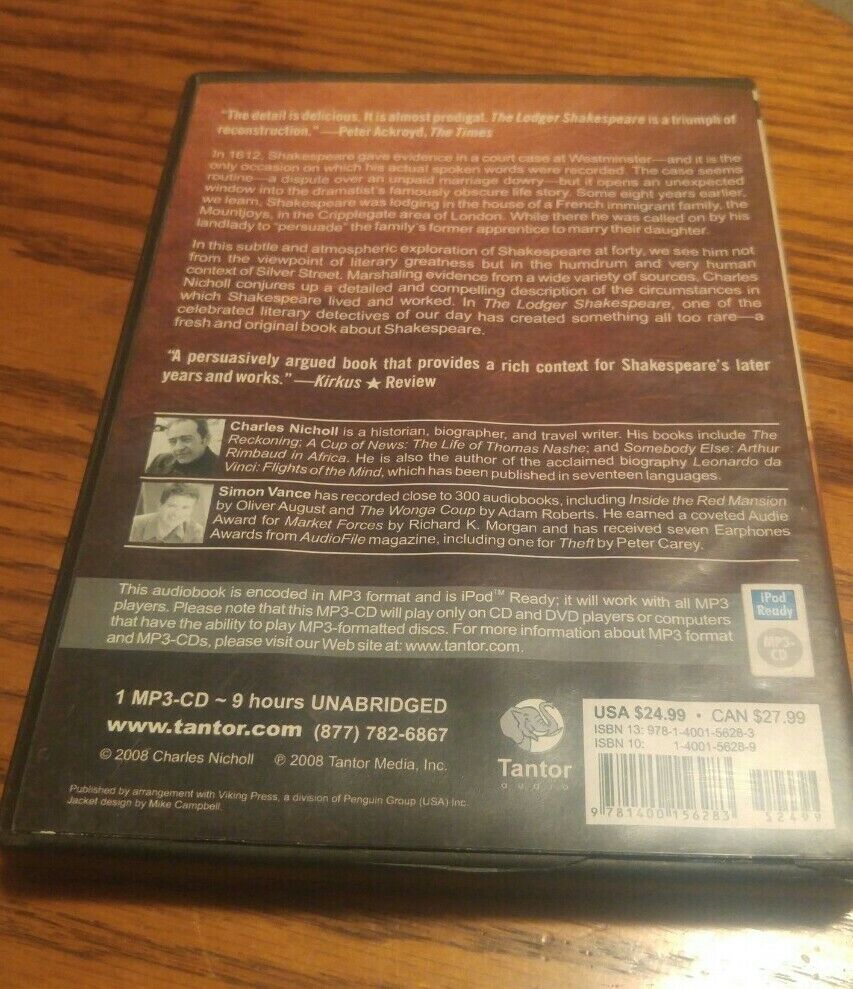 "The detail is delicious. It is almost prodigal. The Lodger Shakespeare is a triumph of
reconstruction."—Peter Ackroyd, The Times
In 1612, Shakespeare gave evidence in a court case at Westminster—and it is the
only occasion on which his actual spoken words were recorded. The case seems
routine—a dispute over an unpaid marriage dowry—but it opens an unexpected
window into the dramatist's famously obscure life story. Some eight years earlier,
we learn, Shakespeare was lodging in the house of a French immigrant family, the
Mountjoys, in the Cripplegate area of London. While there he was called on by his
landlady to "persuade" the family's former apprentice to marry their daughter.
In this subtle and atmospheric exploration of Shakespeare at forty, we see him not
from the viewpoint of literary greatness but in the humdrum and very human
context of Silver Street. Marshaling evidence from a wide variety of sources, Charles
Nicholl conjures up a detailed and compelling description of the circumstances in
which Shakespeare lived and worked. In The Lodger Shakespeare, one of the
celebrated literary detectives of our day has created something all too rare—a
fresh and original book about Shakespeare.
"A persuasively argued book that provides a rich context for Shakespeare's later
years and works."—Kirkus ★ Review
Charles Nicholl is a historian, biographer, and travel writer. His books include The
Reckoning; A Cup of News: The Life of Thomas Nashe; and Somebody Else: Arthur
Rimbaud in Africa. He is also the author of the acclaimed biography Leonardo da
Vinci: Flights of the Mind, which has been published in seventeen languages.
Simon Vance has recorded close to 300 audiobooks, including Inside the Red Mansion
by Oliver August and The Wonga Coup by Adam Roberts. He earned a coveted Audie
Award for Market Forces by Richard K. Morgan and has received seven Earphones
Awards from AudioFile magazine, including one for Theft by Peter Carey.
This audiobook is encoded in MP3 format and is iPod™ Ready; it will work with all MP3
players. Please note that this MP3-CD will play only on CD and DVD players or computers
that have the ability to play MP3-formatted discs. For more information about MP3 format
and MP3-CDs, please visit our Web site at: www.tantor.com.
iPod
Ready
MP3-
CD
1 MP3-CD ~ 9 hours UNABRIDGED
www.tantor.com (877) 782-6867
© 2008 Charles Nicholl ℗ 2008 Tantor Media, Inc.
Published by arrangement with Viking Press, a division of Penguin Group (USA) Inc.
Jacket design by Mike Campbell.
Tantor
audio
USA $24.99 • CAN $27.99
ISBN 13: 978-1-4001-5628-3
ISBN 10: 1-4001-5628-9
9 781400 156283
52499